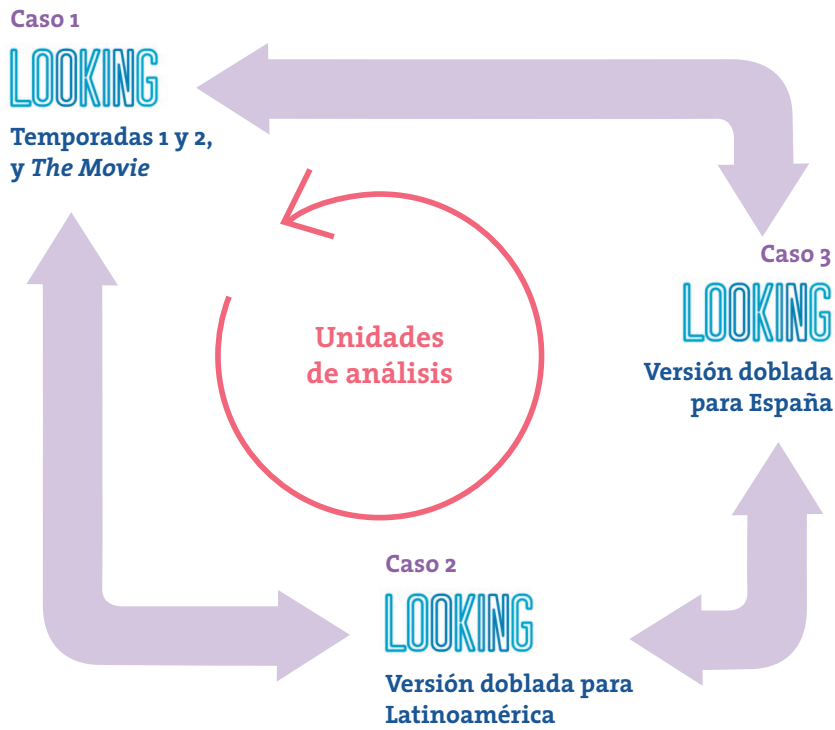 Caso 1
LOOKING
Temporadas 1 y 2,
y The Movie
Unidades
de análisis
Caso 3
LOOKING
Versión doblada
para España
Caso 2
LOOKING
Versión doblada para
Latinoamérica